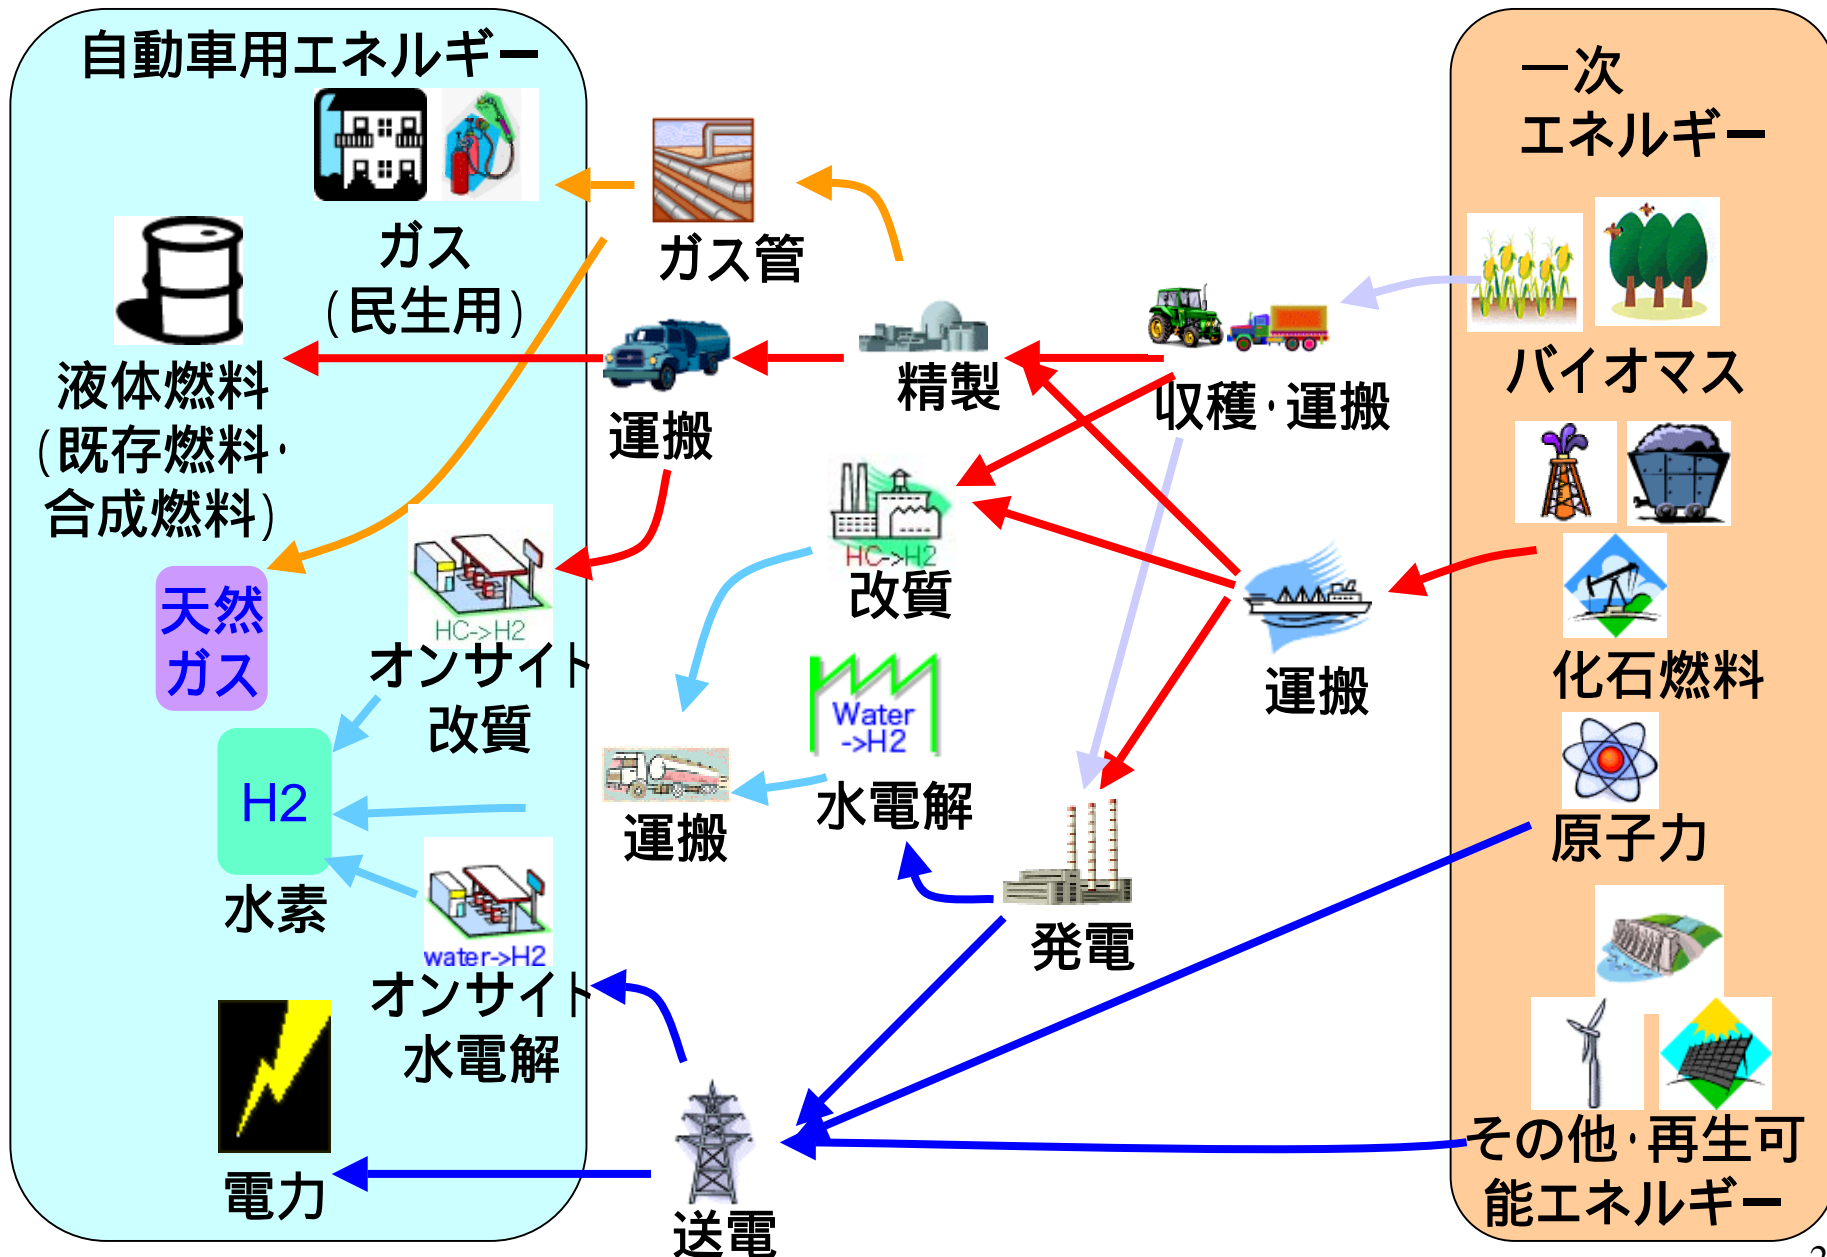 自動車用エネルギー
ガス
(民生用)
液体燃料
(既存燃料・
合成燃料)
天然
ガス
HC->H2
オンサイト
改質
H2
水素
water->H2
オンサイト
水電解
電力
ガス管
運搬
精製
収穫・運搬
HC->H2
改質
運搬
Water
->H2
水電解
運搬
発電
送電
一次
エネルギー
バイオマス
化石燃料
原子力
その他・再生可
能エネルギー